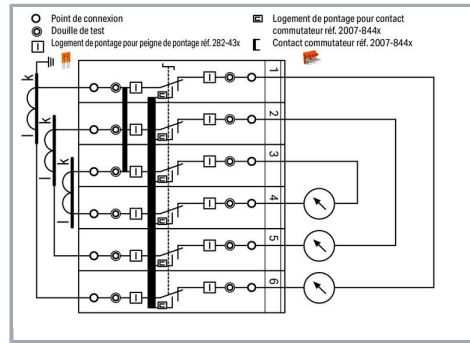 Point de connexion
Douille de test
Logement de pontage pour peigne de pontage réf. 282-43x
Logement de pontage pour contact
commutateur réf. 2007-844x
Contact commutateur réf. 2007-844x
k
l
k
l
k
l
1
2
3
4
5
6